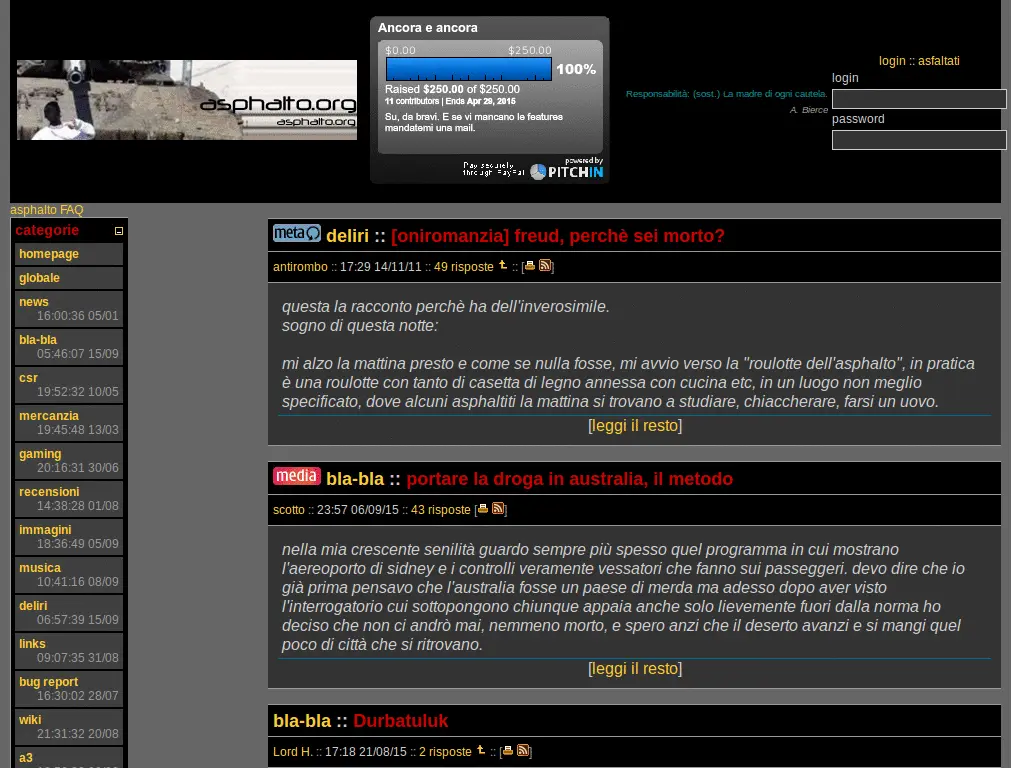 Ancora e ancora
$0.00 $250.00
100%
Raised $250.00 of $250.00
11 contributors | Ends Apr 29, 2015
Su, da bravi. E se vi mancano le features
mandatemi una mail.
Pay securely
through PayPal
powered by
PITCHIN
asphalto.org
asphalto.org
Responsabilità: (sost.) La madre di ogni cautela.
A. Bierce
login :: asfaltati
login
password
asphalto FAQ
categorie
homepage
globale
news
16:00:36 05/01
bla-bla
05:46:07 15/09
csr
19:52:32 10/05
mercanzia
19:45:48 13/03
gaming
20:16:31 30/06
recensioni
14:38:28 01/08
immagini
18:36:49 05/09
musica
10:41:16 08/09
deliri
06:57:39 15/09
links
09:07:35 31/08
bug report
16:30:02 28/07
wiki
21:31:32 20/08
a3
meta deliri :: [oniromanzia] freud, perchè sei morto?
antirombo :: 17:29 14/11/11 :: 49 risposte :: [ ]
questa la racconto perchè ha dell'inverosimile.
sogno di questa notte:
mi alzo la mattina presto e come se nulla fosse, mi avvio verso la "roulotte dell'asphalto", in pratica
è una roulotte con tanto di casetta di legno annessa con cucina etc, in un luogo non meglio
specificato, dove alcuni asphaltiti la mattina si trovano a studiare, chiaccherare, farsi un uovo.
[leggi il resto]
media bla-bla :: portare la droga in australia, il metodo
scotto :: 23:57 06/09/15 :: 43 risposte [ ]
nella mia crescente senilità guardo sempre più spesso quel programma in cui mostrano
l'aereoporto di sidney e i controlli veramente vessatori che fanno sui passeggeri. devo dire che io
già prima pensavo che l'australia fosse un paese di merda ma adesso dopo aver visto
l'interrogatorio cui sottopongono chiunque appaia anche solo lievemente fuori dalla norma ho
deciso che non ci andrò mai, nemmeno morto, e spero anzi che il deserto avanzi e si mangi quel
poco di città che si ritrovano.
[leggi il resto]
bla-bla :: Durbatuluk
Lord H. :: 17:18 21/08/15 :: 2 risposte :: [ ]